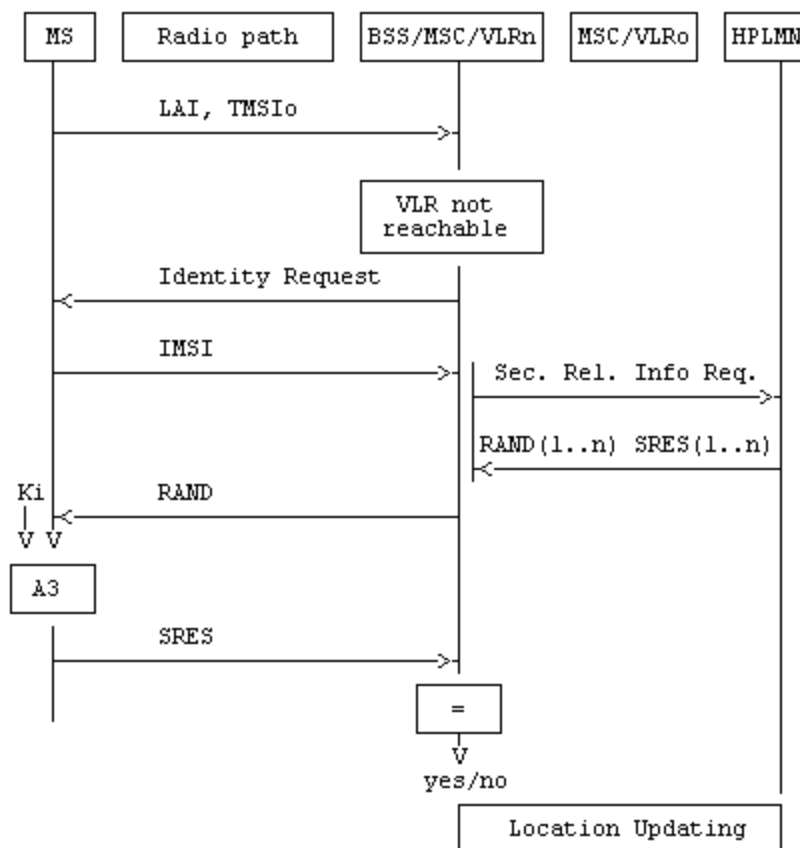 MS Radio path BSS/MSC/VLRn MSC/VLRo HPLMN
LAI, TMSIo
VLR not
reachable
Identity Request
IMSI
Sec. Rel. Info Req.
RAND(1..n) SRES(1..n)
Ki RAND
A3
SRES
=
yes/no
Location Updating